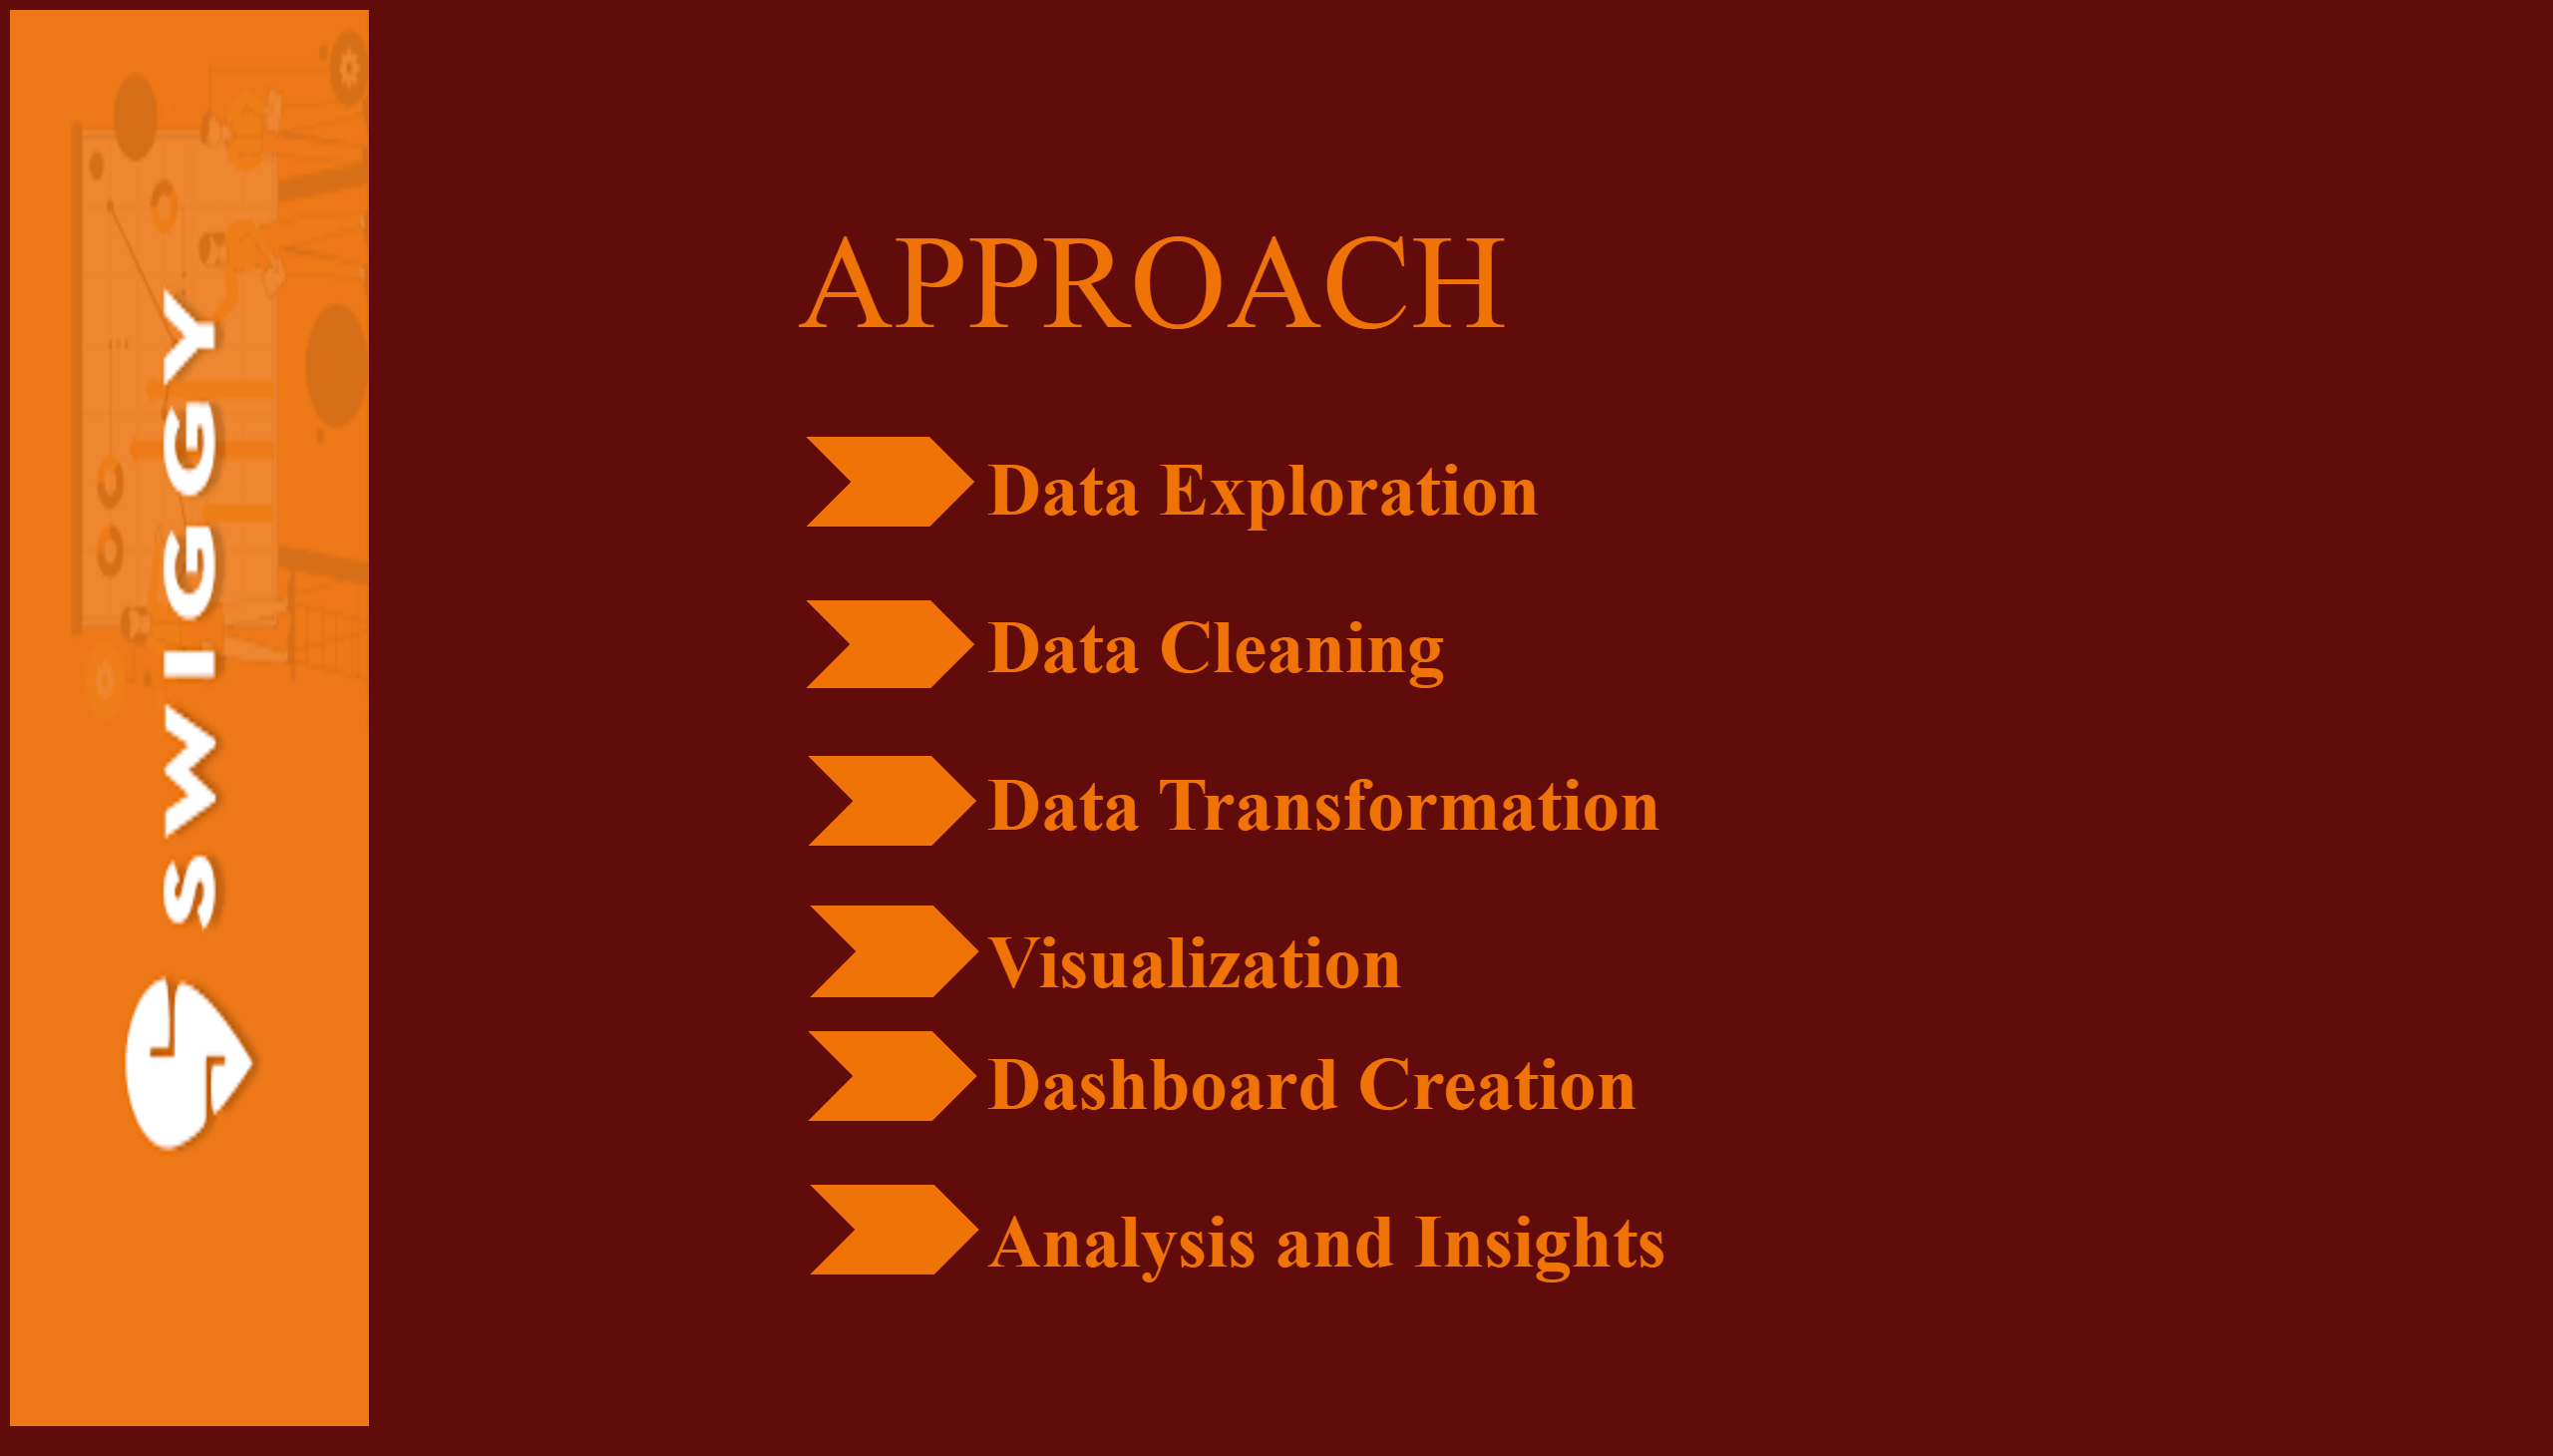 SWIGGY
APPROACH
Data Exploration
Data Cleaning
Data Transformation
Visualization
Dashboard Creation
Analysis and Insights